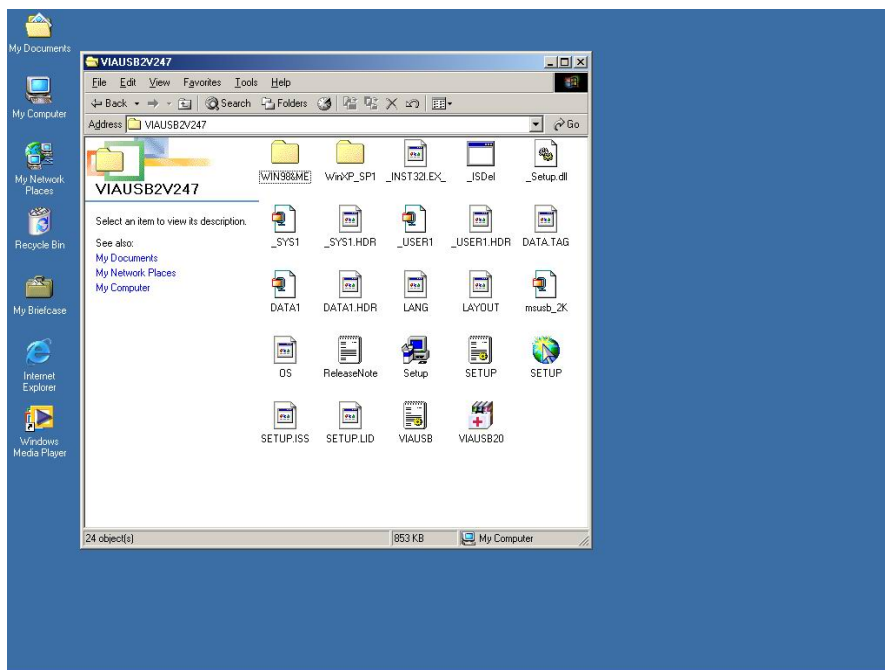 My Documents
My Computer
My Network
Places
Recycle Bin
My Briefcase
Internet
Explorer
Windows
Media Player
VIAUSB2V247
File Edit View Favorites Tools Help
Back Search Folders
Address VIAUSB2V247 Go
VIAUSB2V247
Select an item to view its description.
See also:
My Documents
My Network Places
My Computer
WIN98&ME WinXP_SP1 _INST32I.EX_ _ISDel _Setup.dll
_SYS1 _SYS1.HDR _USER1 _USER1.HDR DATA.TAG
DATA1 DATA1.HDR LANG LAYOUT msusb_2K
OS ReleaseNote Setup SETUP SETUP
SETUP.ISS SETUP.LID VIAUSB VIAUSB20
24 object(s) 853 KB My Computer